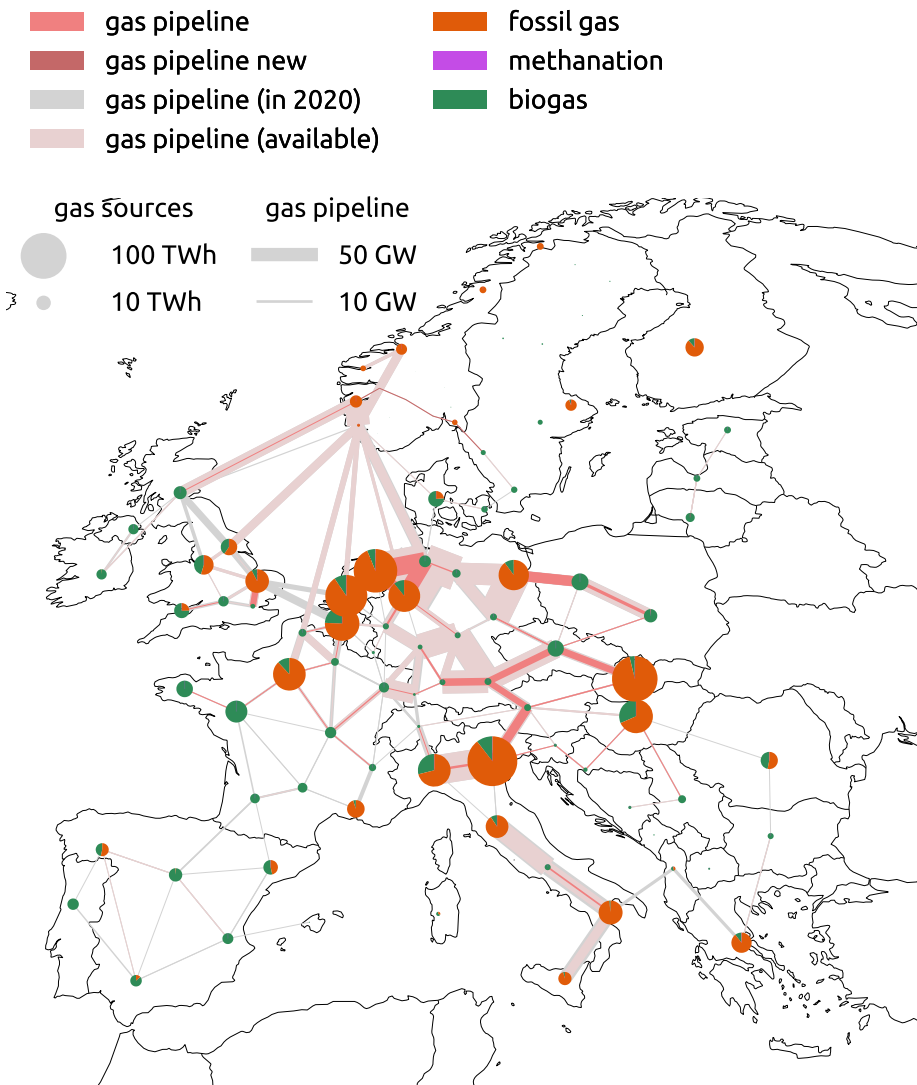 gas pipeline
gas pipeline new
gas pipeline (in 2020)
gas pipeline (available)
fossil gas
methanation
biogas
gas sources
100 TWh
10 TWh
gas pipeline
50 GW
10 GW